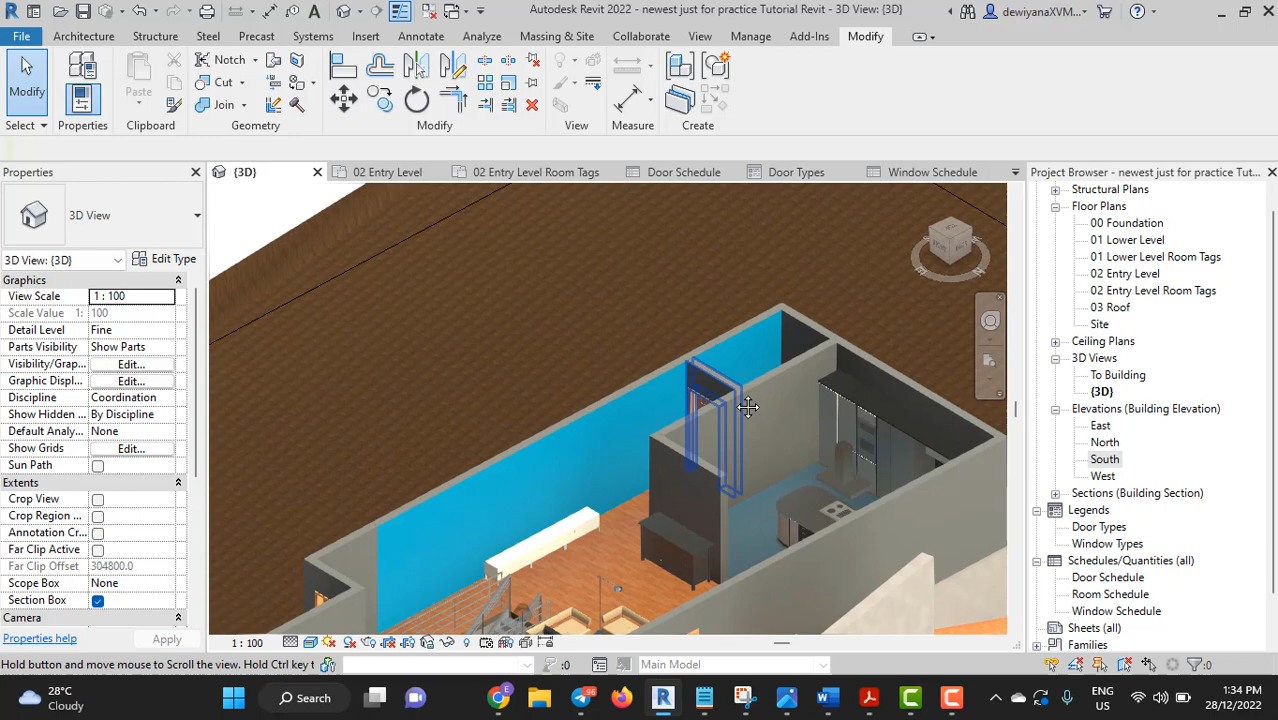 Autodesk Revit 2022 - newest just for practice Tutorial Revit - 3D View: {3D}
dewiyanaXVM...
File
Architecture
Structure
Steel
Precast
Systems
Insert
Annotate
Analyze
Massing & Site
Collaborate
View
Manage
Add-Ins
Modify
Modify
Paste
Notch
Cut
Join
Select
Properties
Clipboard
Geometry
Modify
View
Measure
Create
Properties
{3D}
02 Entry Level
02 Entry Level Room Tags
Door Schedule
Door Types
Window Schedule
Project Browser - newest just for practice Tutorial...
3D View
3D View: {3D}
Edit Type
Graphics
View Scale
1 : 100
Scale Value 1:
100
Detail Level
Fine
Parts Visibility
Show Parts
Visibility/Grap...
Edit...
Graphic Displ...
Edit...
Discipline
Coordination
Show Hidden ...
By Discipline
Default Analy...
None
Show Grids
Edit...
Sun Path
Extents
Crop View
Crop Region ...
Annotation Cr...
Far Clip Active
Far Clip Offset
304800.0
Scope Box
None
Section Box
Camera
Properties help
Apply
Structural Plans
Floor Plans
00 Foundation
01 Lower Level
01 Lower Level Room Tags
02 Entry Level
02 Entry Level Room Tags
03 Roof
Site
Ceiling Plans
3D Views
To Building
{3D}
Elevations (Building Elevation)
East
North
South
West
Sections (Building Section)
Legends
Door Types
Window Types
Schedules/Quantities (all)
Door Schedule
Room Schedule
Window Schedule
Sheets (all)
Families
1 : 100
Hold button and move mouse to Scroll the view. Hold Ctrl key t
:0
Main Model
:0
28°C
Cloudy
Search
96
ENG
US
1:34 PM
28/12/2022